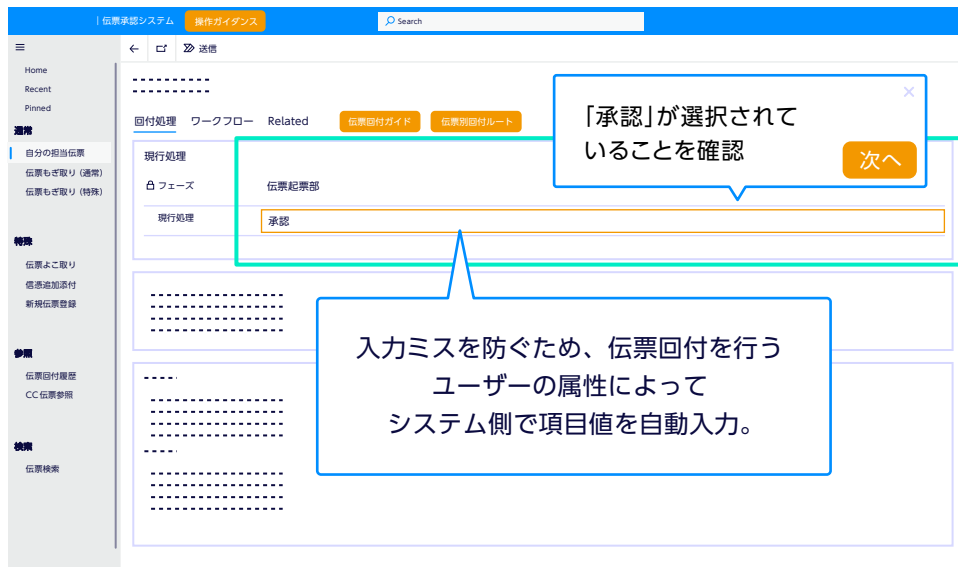 ｜伝票承認システム
操作ガイダンス
Search
送信
Home
Recent
Pinned
通常
自分の担当伝票
伝票もぎ取り（通常）
伝票もぎ取り（特殊）
特殊
伝票よこ取り
信憑追加添付
新規伝票登録
参照
伝票回付履歴
CC伝票参照
検索
伝票検索
回付処理
ワークフロー
Related
伝票回付ガイド
伝票別回付ルート
「承認」が選択されて
いることを確認
次へ
現行処理
フェーズ
伝票起票部
現行処理
承認
入力ミスを防ぐため、伝票回付を行う
ユーザーの属性によって
システム側で項目値を自動入力。